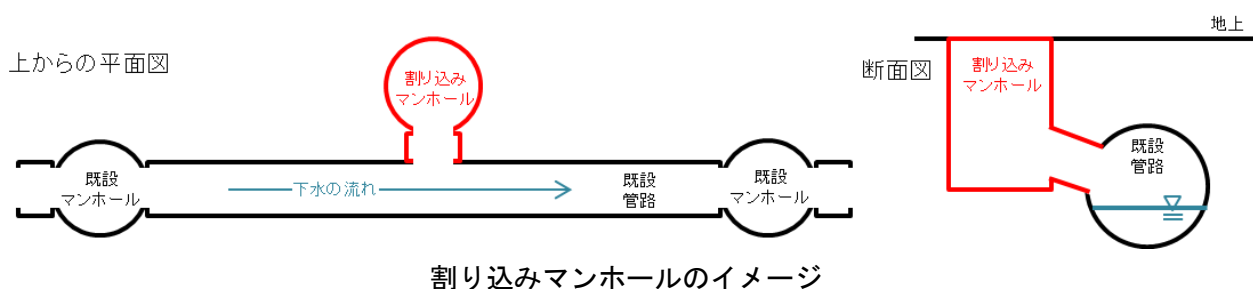 上からの平面図
割り込み
マンホール
既設
マンホール
下水の流れ
既設
管路
既設
マンホール
断面図
地上
割り込み
マンホール
既設
管路
割り込みマンホールのイメージ